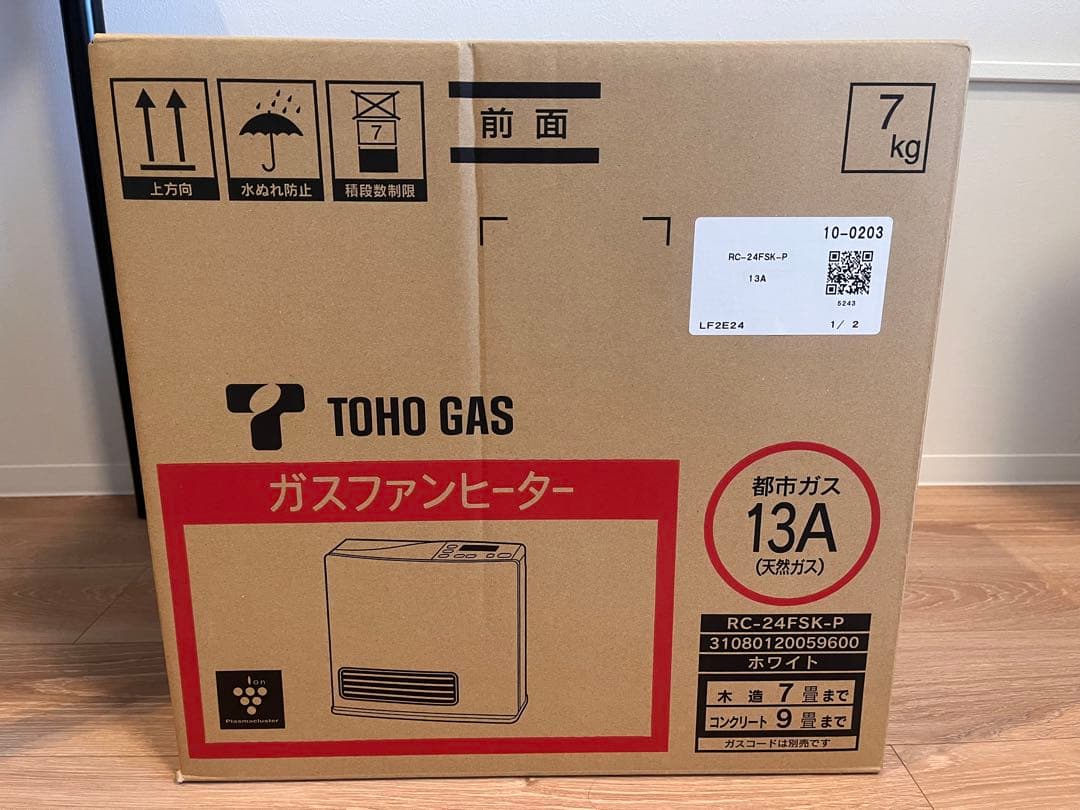 上方向
水ぬれ防止
7
積段数制限
前面
7
kg
10-0203
RC-24FSK-P
13A
5243
LF2E24
1/ 2
TOHO GAS
ガスファンヒーター
都市ガス
13A
(天然ガス)
RC-24FSK-P
31080120059600
ホワイト
木造 7畳まで
コンクリート 9畳まで
ガスコードは別売です
Ion
Plasmacluster